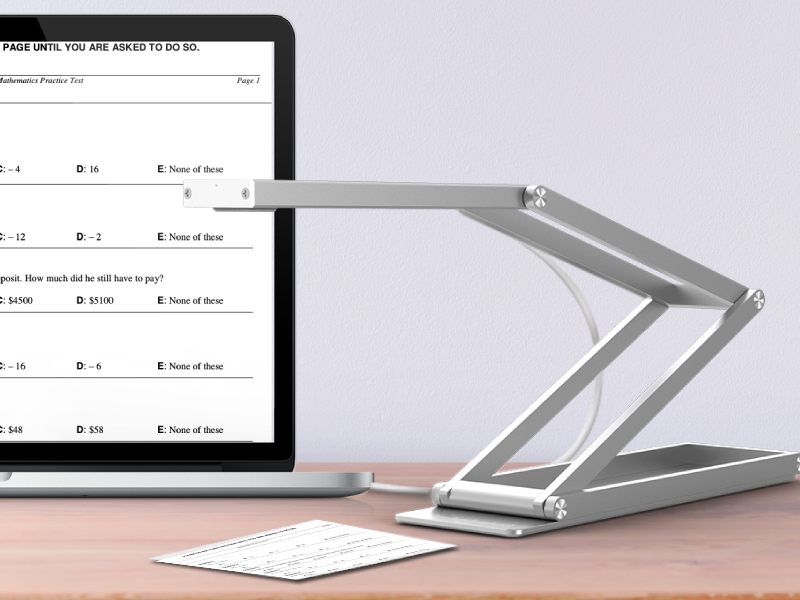 PAGE UNTIL YOU ARE ASKED TO DO SO.
Mathematics Practice Test Page 1
C: – 4 D: 16 E: None of these
C: – 12 D: – 2 E: None of these
posit. How much did he still have to pay?
C: $4500 D: $5100 E: None of these
C: – 16 D: – 6 E: None of these
C: $48 D: $58 E: None of these